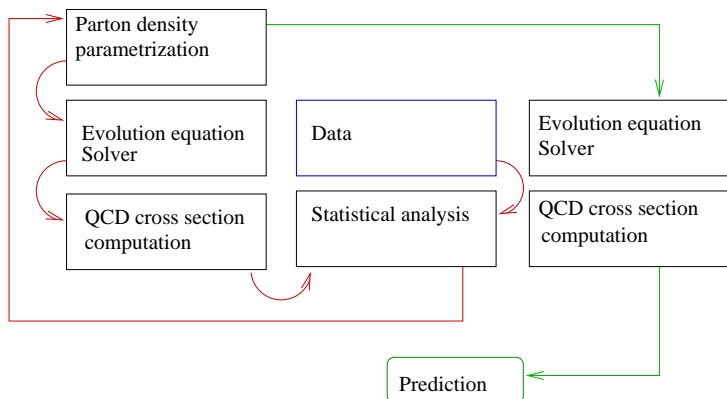 Parton density
parametrization
Evolution equation
Solver
Data
Evolution equation
Solver
QCD cross section
computation
Statistical analysis
QCD cross section
computation
Prediction